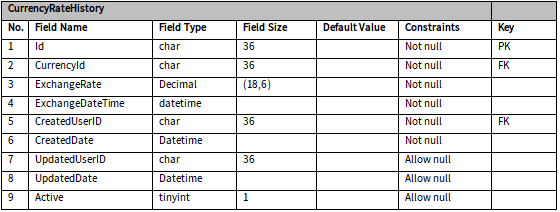 CurrencyRateHistory
No. Field Name Field Type Field Size Default Value Constraints Key
1 Id char 36 Not null PK
2 CurrencyId char 36 Not null FK
3 ExchangeRate Decimal (18,6) Not null
4 ExchangeDateTime datetime Not null
5 CreatedUserID char 36 Not null FK
6 CreatedDate Datetime Not null
7 UpdatedUserID char 36 Allow null
8 UpdatedDate Datetime Allow null
9 Active tinyint 1 Allow null